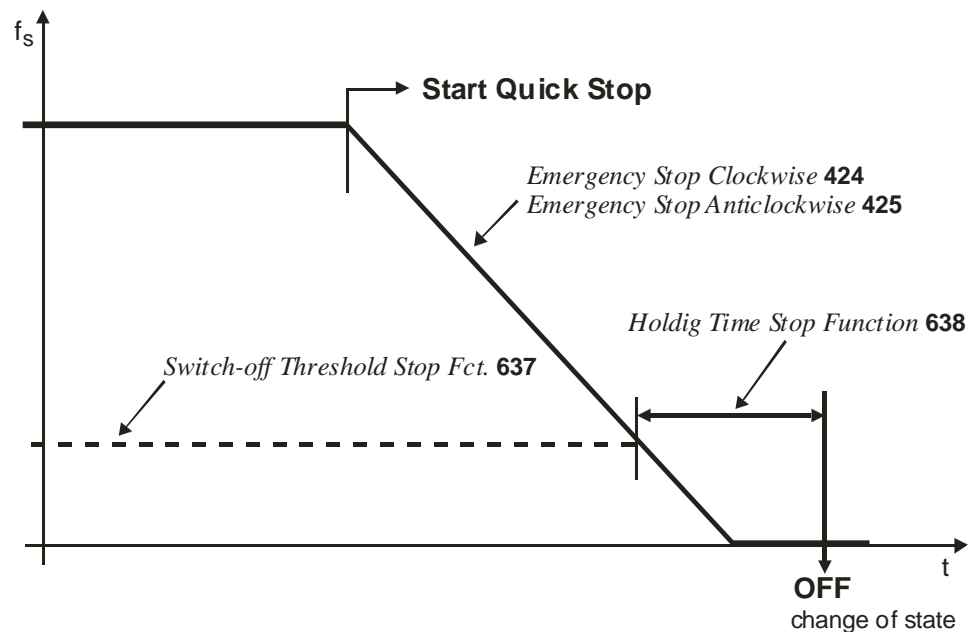 fS
Start Quick Stop
Emergency Stop Clockwise 424
Emergency Stop Anticlockwise 425
Holdig Time Stop Function 638
Switch-off Threshold Stop Fct. 637
t
OFF
change of state